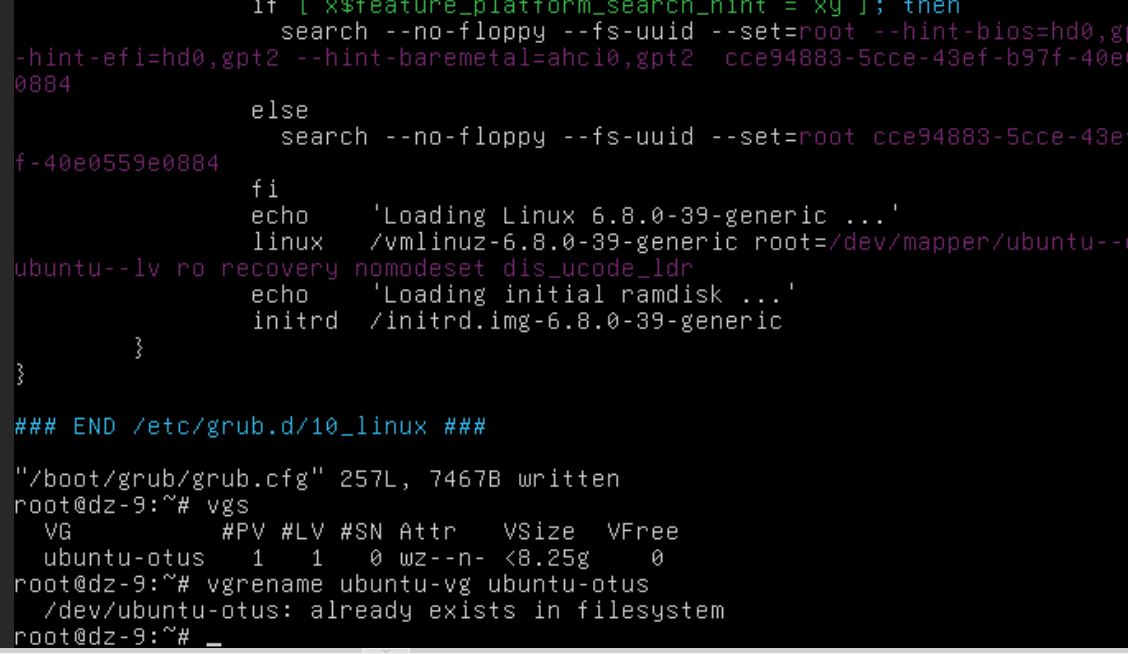 if [ x$feature_platform_search_hint = xy ]; then
search --no-floppy --fs-uuid --set=root --hint-bios=hd0,gp
-hint-efi=hd0,gpt2 --hint-baremetal=ahci0,gpt2 cce94883-5cce-43ef-b97f-40e0
0884
else
search --no-floppy --fs-uuid --set=root cce94883-5cce-43ef
f-40e0559e0884
fi
echo 'Loading Linux 6.8.0-39-generic ...'
linux /vmlinuz-6.8.0-39-generic root=/dev/mapper/ubuntu--o
ubuntu--lv ro recovery nomodeset dis_ucode_ldr
echo 'Loading initial ramdisk ...'
initrd /initrd.img-6.8.0-39-generic
}
}
### END /etc/grub.d/10_linux ###
"/boot/grub/grub.cfg" 257L, 7467B written
root@dz-9:~# vgs
VG #PV #LV #SN Attr VSize VFree
ubuntu-otus 1 1 0 wz--n- <8.25g 0
root@dz-9:~# vgrename ubuntu-vg ubuntu-otus
/dev/ubuntu-otus: already exists in filesystem
root@dz-9:~# _